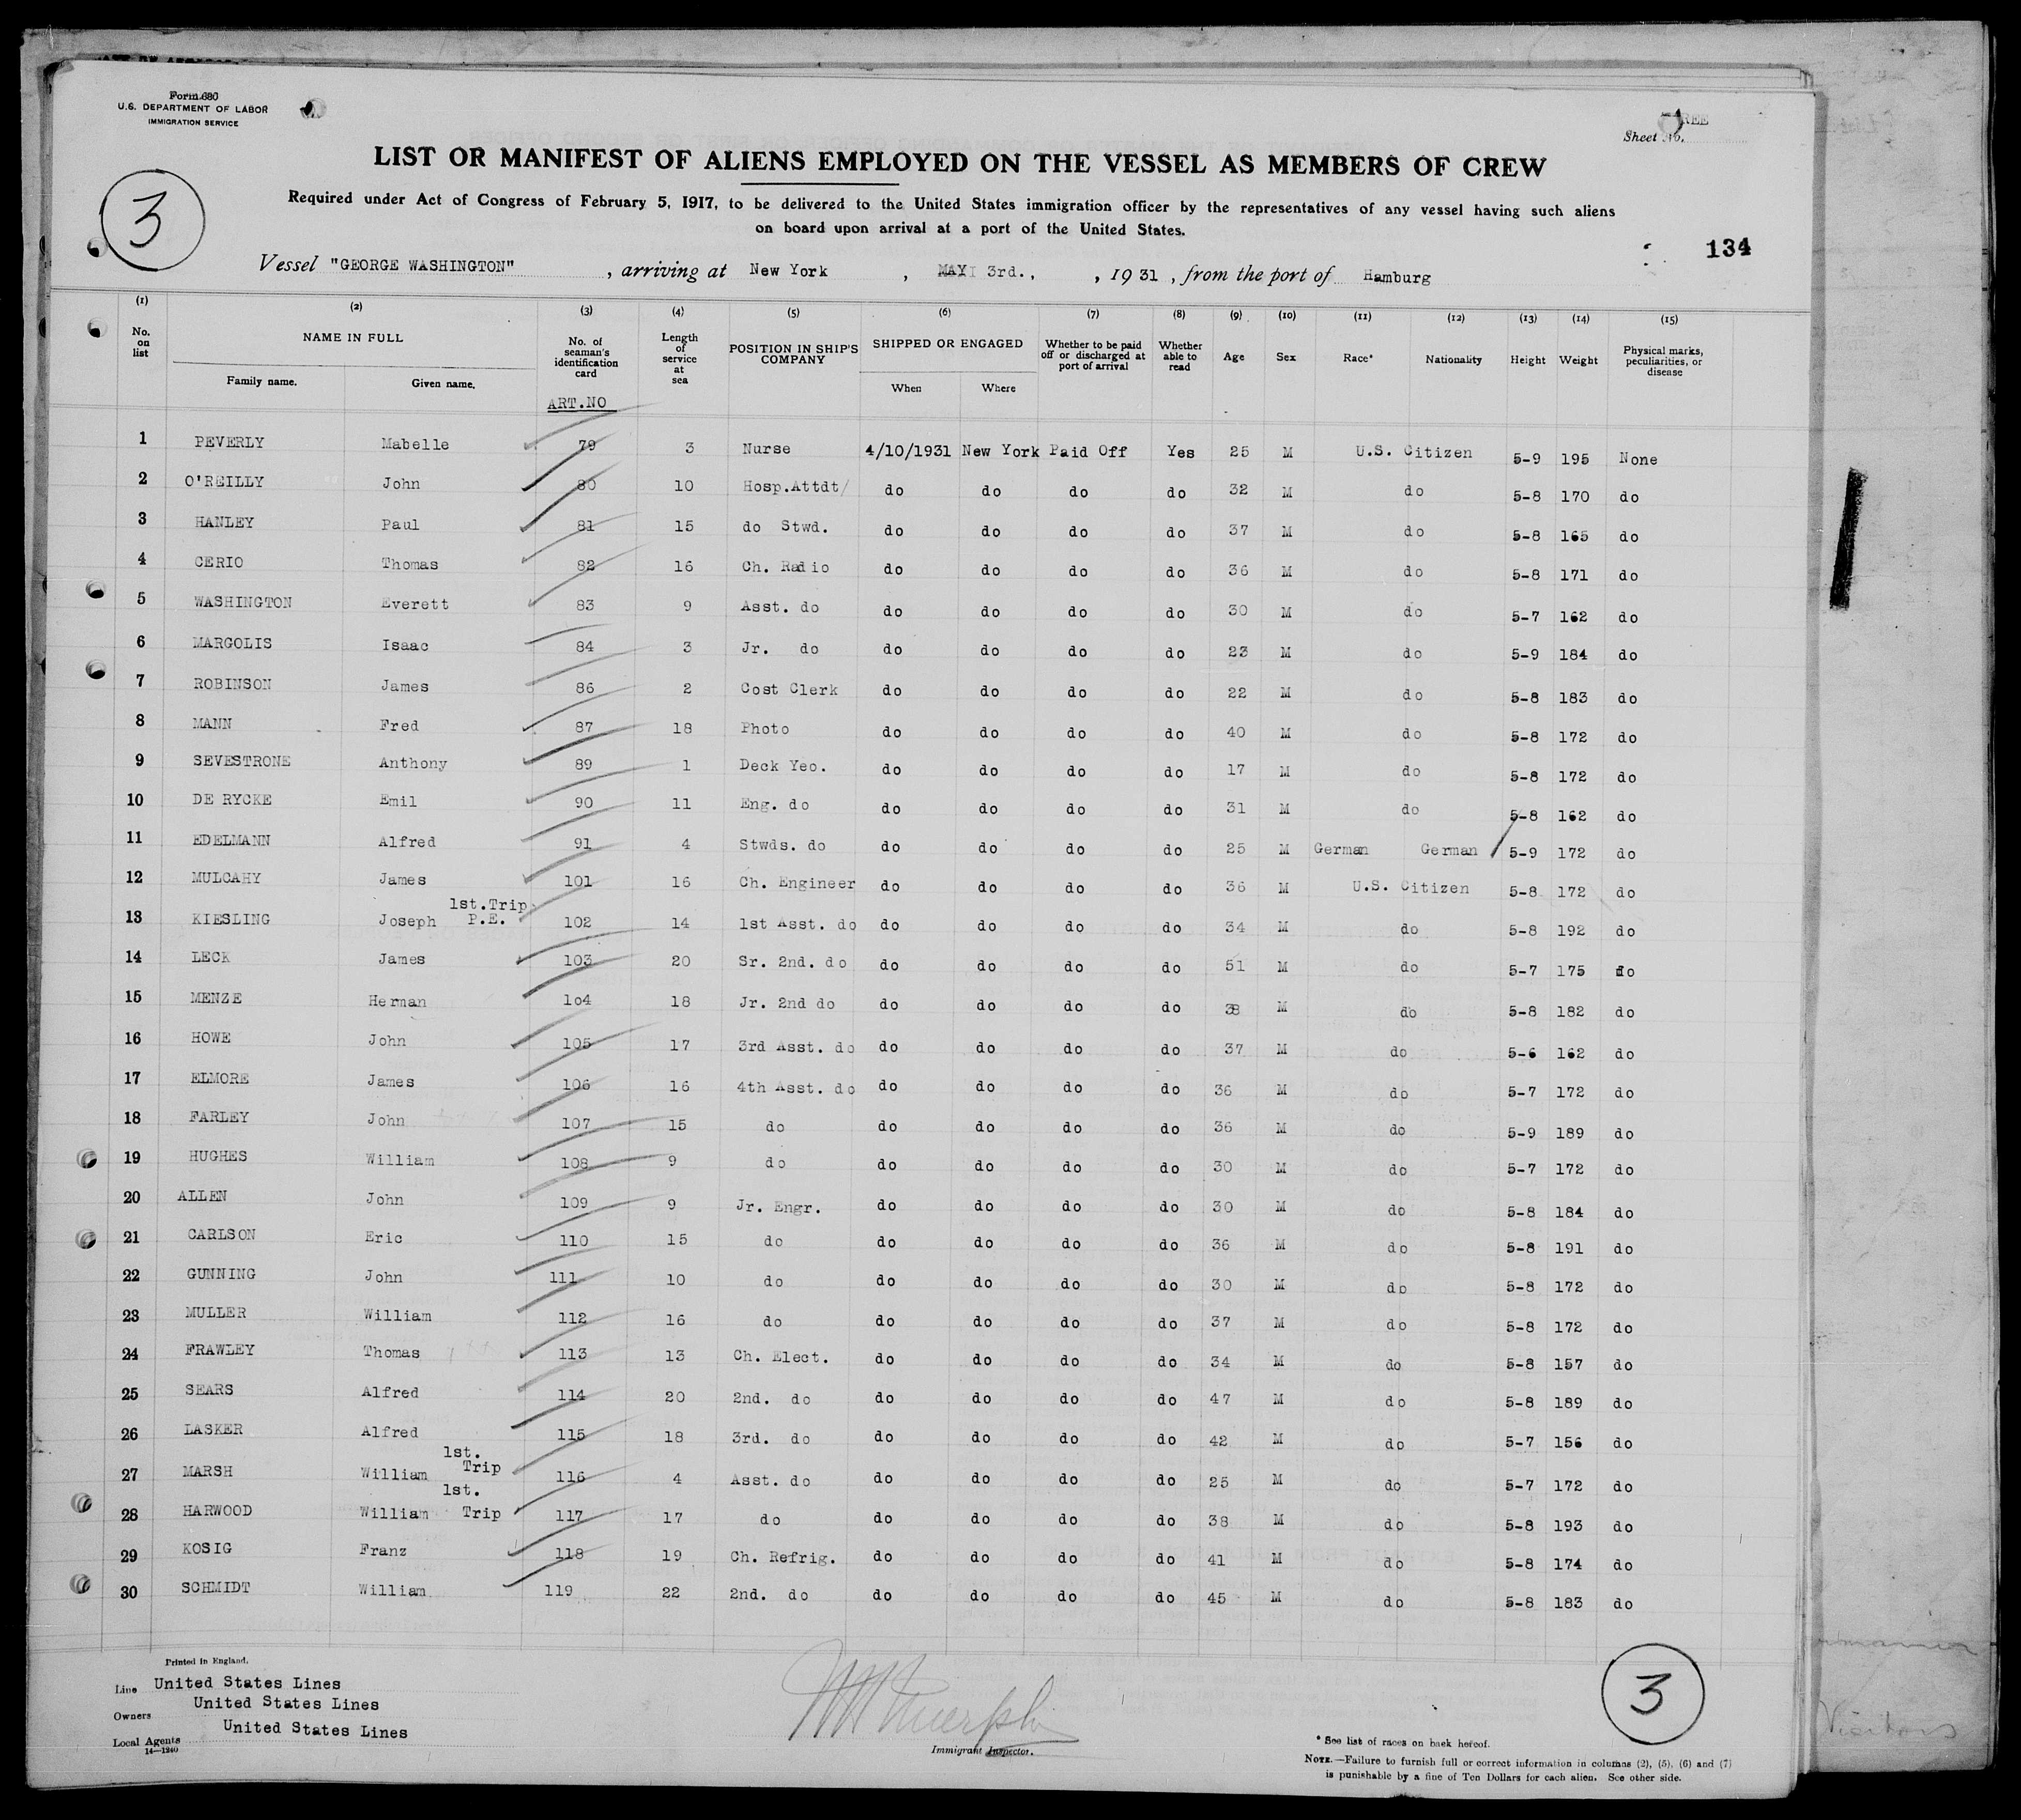 Form 680
U.S. DEPARTMENT OF LABOR
IMMIGRATION SERVICE
Sheet No.
LIST OR MANIFEST OF ALIENS EMPLOYED ON THE VESSEL AS MEMBERS OF CREW
Required under Act of Congress of February 5, 1917, to be delivered to the United States immigration officer by the representatives of any vessel having such aliens
on board upon arrival at a port of the United States.
3
134
Vessel "GEORGE WASHINGTON", arriving at New York, MAY 3rd., , 1931, from the port of Hamburg
(1) (2) (3) (4) (5) (6) (7) (8) (9) (10) (11) (12) (13) (14) (15)
No. on list NAME IN FULL Family name. Given name. No. of seaman's identification card Length of service at sea POSITION IN SHIP'S COMPANY SHIPPED OR ENGAGED When Where Whether to be paid off or discharged at port of arrival Whether able to read Age Sex Race* Nationality Height Weight Physical marks, peculiarities, or disease
ART.NO
1 PEVERLY Mabelle 79 3 Nurse 4/10/1931 New York Paid Off Yes 25 M U.S. Citizen 5-9 195 None
2 O'REILLY John 80 10 Hosp.Attdt/ do do do do 32 M do 5-8 170 do
3 HANLEY Paul 81 15 do Stwd. do do do do 37 M do 5-8 165 do
4 CERIO Thomas 82 16 Ch. Radio do do do do 36 M do 5-8 171 do
5 WASHINGTON Everett 83 9 Asst. do do do do do 30 M do 5-7 162 do
6 MARGOLIS Isaac 84 3 Jr. do do do do do 23 M do 5-9 184 do
7 ROBINSON James 86 2 Cost Clerk do do do do 22 M do 5-8 183 do
8 MANN Fred 87 18 Photo do do do do 40 M do 5-8 172 do
9 SEVESTRONE Anthony 89 1 Deck Yeo. do do do do 17 M do 5-8 172 do
10 DE RYCKE Emil 90 11 Eng. do do do do do 31 M do 5-8 162 do
11 EDELMANN Alfred 91 4 Stwds. do do do do do 25 M German German 5-9 172 do
12 MULCAHY James 101 16 Ch. Engineer do do do do 36 M U.S. Citizen 5-8 172 do
13 KIESLING Joseph 1st.Trip P.E. 102 14 1st Asst. do do do do do 34 M do 5-8 192 do
14 LECK James 103 20 Sr. 2nd. do do do do do 51 M do 5-7 175 do
15 MENZE Herman 104 18 Jr. 2nd do do do do do 38 M do 5-8 182 do
16 HOWE John 105 17 3rd Asst. do do do do do 37 M do 5-6 162 do
17 ELMORE James 106 16 4th Asst. do do do do do 36 M do 5-7 172 do
18 FARLEY John 107 15 do do do do do 36 M do 5-9 189 do
19 HUGHES William 108 9 do do do do do 30 M do 5-7 172 do
20 ALLEN John 109 9 Jr. Engr. do do do do 30 M do 5-8 184 do
21 CARLSON Eric 110 15 do do do do do 36 M do 5-8 191 do
22 GUNNING John 111 10 do do do do do 30 M do 5-8 172 do
23 MULLER William 112 16 do do do do do 37 M do 5-8 172 do
24 FRAWLEY Thomas 113 13 Ch. Elect. do do do do 34 M do 5-8 157 do
25 SEARS Alfred 114 20 2nd. do do do do do 47 M do 5-8 189 do
26 LASKER Alfred 115 18 3rd. do do do do do 42 M do 5-7 156 do
27 MARSH William 1st. Trip 116 4 Asst. do do do do do 25 M do 5-7 172 do
28 HARWOOD William 1st. Trip 117 17 do do do do do 38 M do 5-8 193 do
29 KOSIG Franz 118 19 Ch. Refrig. do do do do 41 M do 5-8 174 do
30 SCHMIDT William 119 22 2nd. do do do do do 45 M do 5-8 183 do
Printed in England.
Line United States Lines
Owners United States Lines
Local Agents United States Lines
14—1240
Immigrant Inspector.
3
* See list of races on back hereof.
NOTE.—Failure to furnish full or correct information in columns (2), (5), (6) and (7)
is punishable by a fine of Ten Dollars for each alien. See other side.